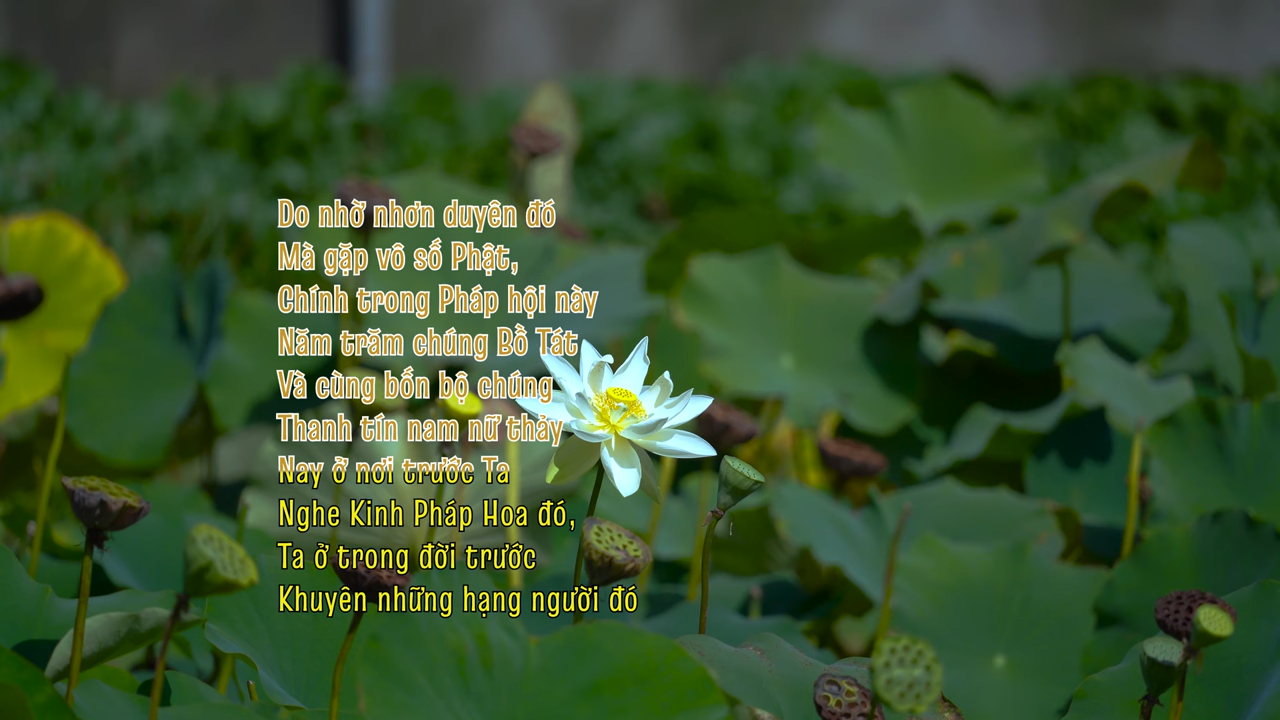 Do nhờ nhơn duyên đó
Mà gặp vô số Phật,
Chính trong Pháp hội này
Năm trăm chúng Bồ Tát
Và cùng bốn bộ chúng
Thanh tín nam nữ thảy
Nay ở nơi trước Ta
Nghe Kinh Pháp Hoa đó,
Ta ở trong đời trước
Khuyên những hạng người đó